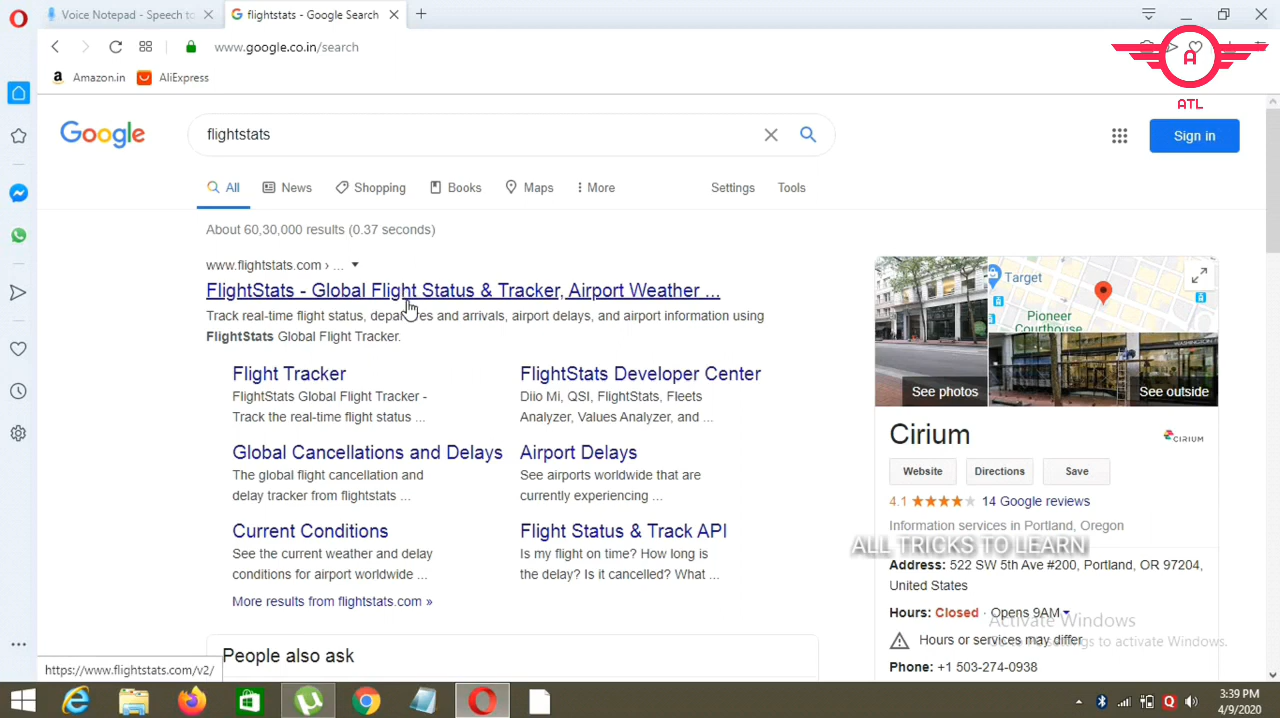 Voice Notepad - Speech to
flightstats - Google Search
www.google.co.in/search
Amazon.in
AliExpress
A
ATL
Google
flightstats
Sign in
All
News
Shopping
Books
Maps
More
Settings
Tools
About 60,30,000 results (0.37 seconds)
www.flightstats.com › ...
FlightStats - Global Flight Status & Tracker, Airport Weather ...
Track real-time flight status, departures and arrivals, airport delays, and airport information using
FlightStats Global Flight Tracker.
Flight Tracker
FlightStats Global Flight Tracker -
Track the real-time flight status ...
FlightStats Developer Center
Diio Mi, QSI, FlightStats, Fleets
Analyzer, Values Analyzer, and ...
Global Cancellations and Delays
The global flight cancellation and
delay tracker from flightstats ...
Airport Delays
See airports worldwide that are
currently experiencing ...
Current Conditions
See the current weather and delay
conditions for airport worldwide ...
Flight Status & Track API
Is my flight on time? How long is
the delay? Is it cancelled? What ...
More results from flightstats.com »
People also ask
https://www.flightstats.com/v2/
Target
Pioneer
Courthouse
See photos
See outside
Cirium
CIRIUM
Website
Directions
Save
4.1
14 Google reviews
Information services in Portland, Oregon
ALL TRICKS TO LEARN
Address: 522 SW 5th Ave #200, Portland, OR 97204,
United States
Hours: Closed · Opens 9AM
Activate Windows
Hours or services may differ
settings to activate Windows.
Phone: +1 503-274-0938
3:39 PM
4/9/2020